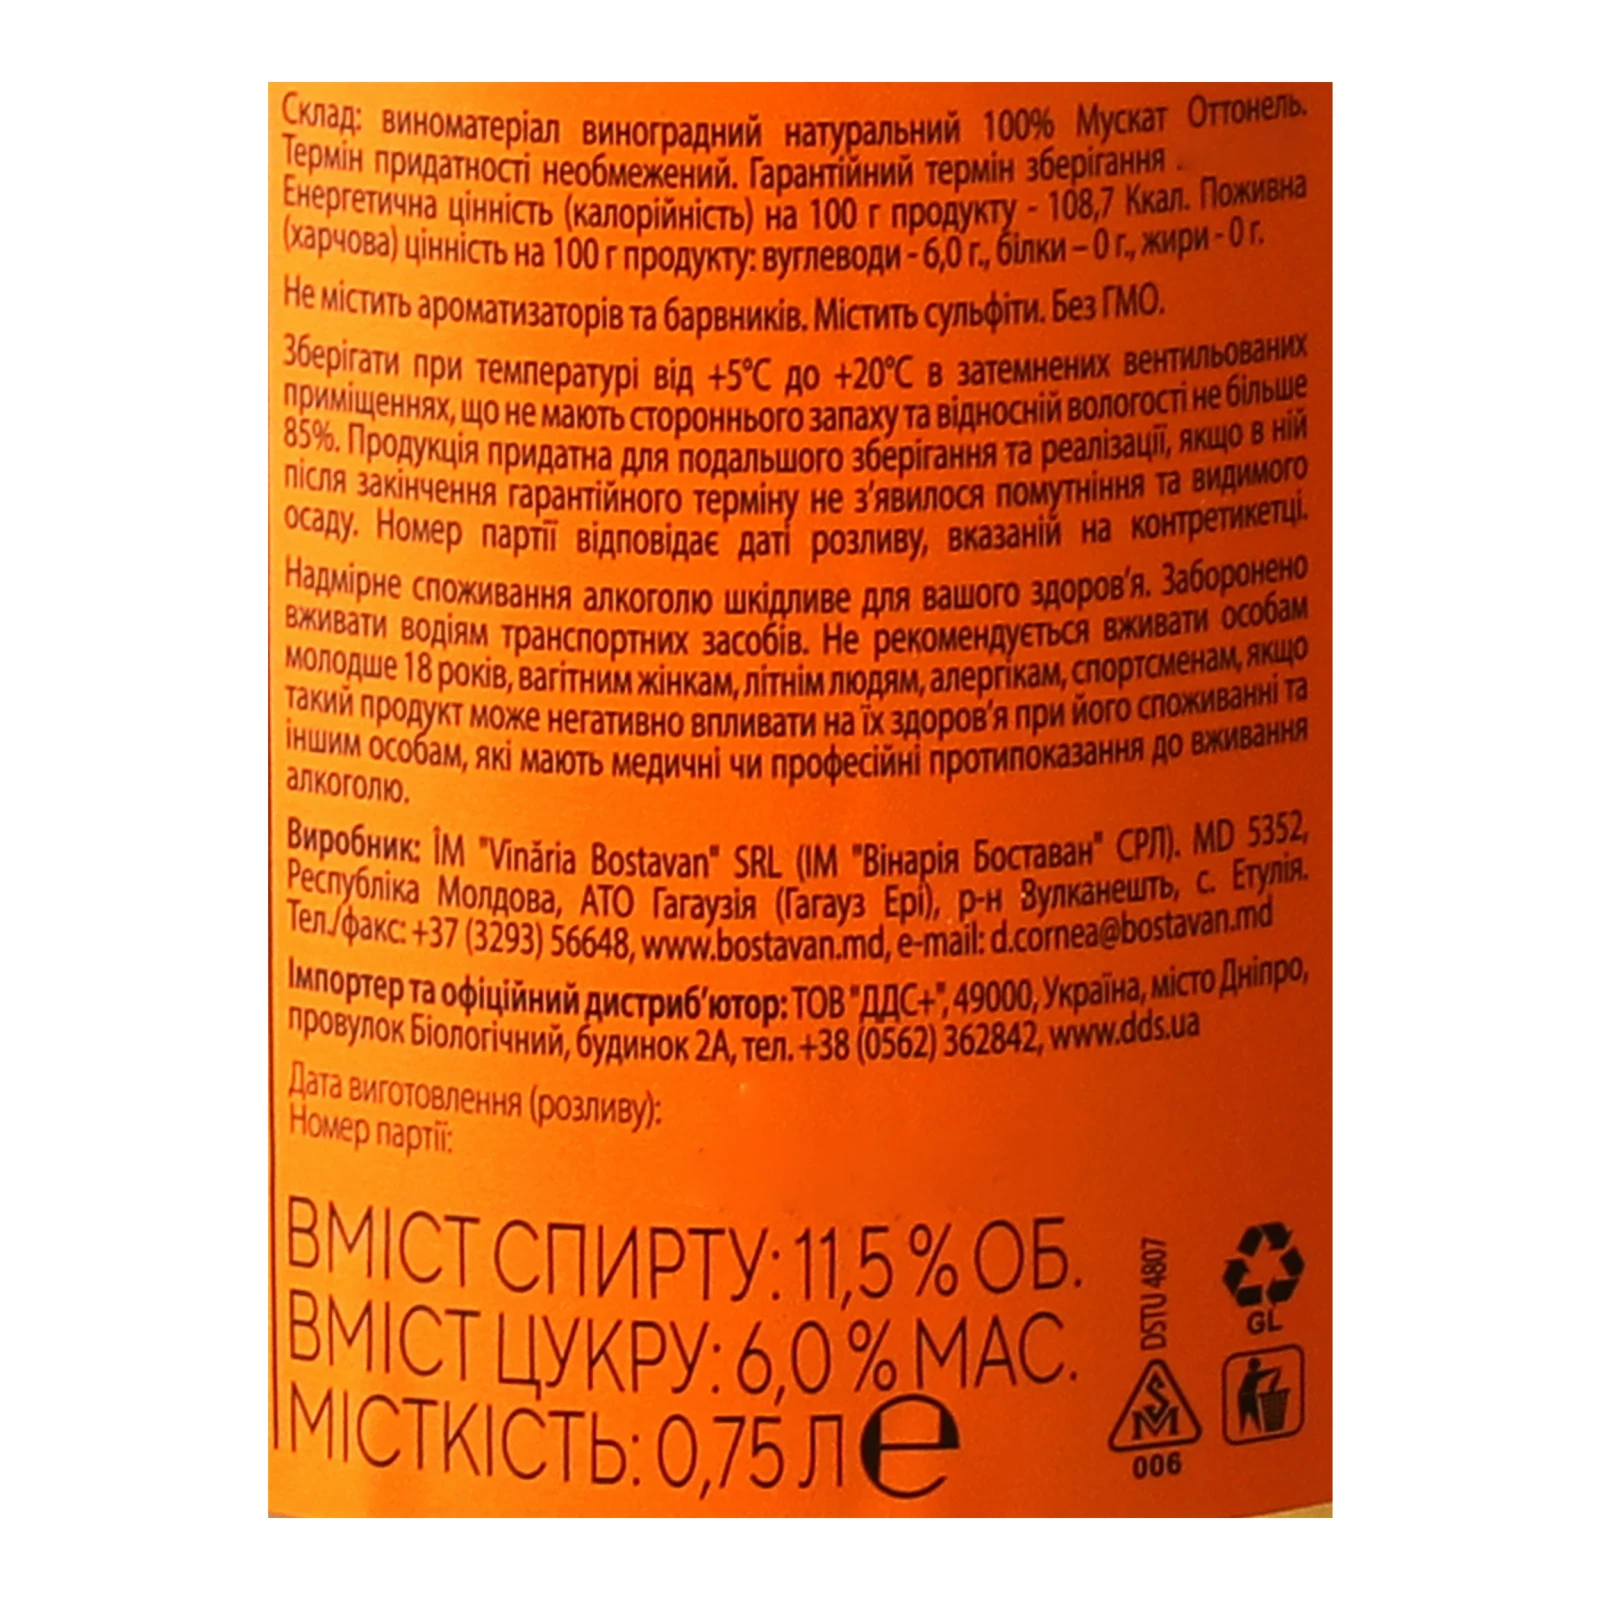 Склад: виноматеріал виноградний натуральний 100% Мускат Оттонель.
Термін придатності необмежений. Гарантійний термін зберігання .
Енергетична цінність (калорійність) на 100 г продукту - 108,7 Ккал. Поживна
(харчова) цінність на 100 г продукту: вуглеводи - 6,0 г., білки – 0 г., жири - 0 г.
Не містить ароматизаторів та барвників. Містить сульфіти. Без ГМО.
Зберігати при температурі від +5°C до +20°C в затемнених вентильованих
приміщеннях, що не мають стороннього запаху та відносній вологості не більше
85%. Продукція придатна для подальшого зберігання та реалізації, якщо в ній
після закінчення гарантійного терміну не з'явилося помутніння та видимого
осаду. Номер партії відповідає даті розливу, вказаній на контретикетці.
Надмірне споживання алкоголю шкідливе для вашого здоров'я. Заборонено
вживати водіям транспортних засобів. Не рекомендується вживати особам
молодше 18 років, вагітним жінкам, літнім людям, алергікам, спортсменам, якщо
такий продукт може негативно впливати на їх здоров'я при його споживанні та
іншим особам, які мають медичні чи професійні протипоказання до вживання
алкоголю.
Виробник: ÎM "Vinăria Bostavan" SRL (ІМ "Вінарія Боставан" СРЛ). MD 5352,
Республіка Молдова, АТО Гагаузія (Гагауз Ері), р-н Вулканешть, с. Етулія.
Тел./факс: +37 (3293) 56648, www.bostavan.md, e-mail: d.cornea@bostavan.md
Імпортер та офіційний дистриб'ютор: ТОВ "ДДС+", 49000, Україна, місто Дніпро,
провулок Біологічний, будинок 2А, тел. +38 (0562) 362842, www.dds.ua
Дата виготовлення (розливу):
Номер партії:
ВМІСТ СПИРТУ: 11,5 % ОБ.
ВМІСТ ЦУКРУ: 6,0 % МАС.
МІСТКІСТЬ: 0,75 Л e
DSTU 4807
GL
SM
006